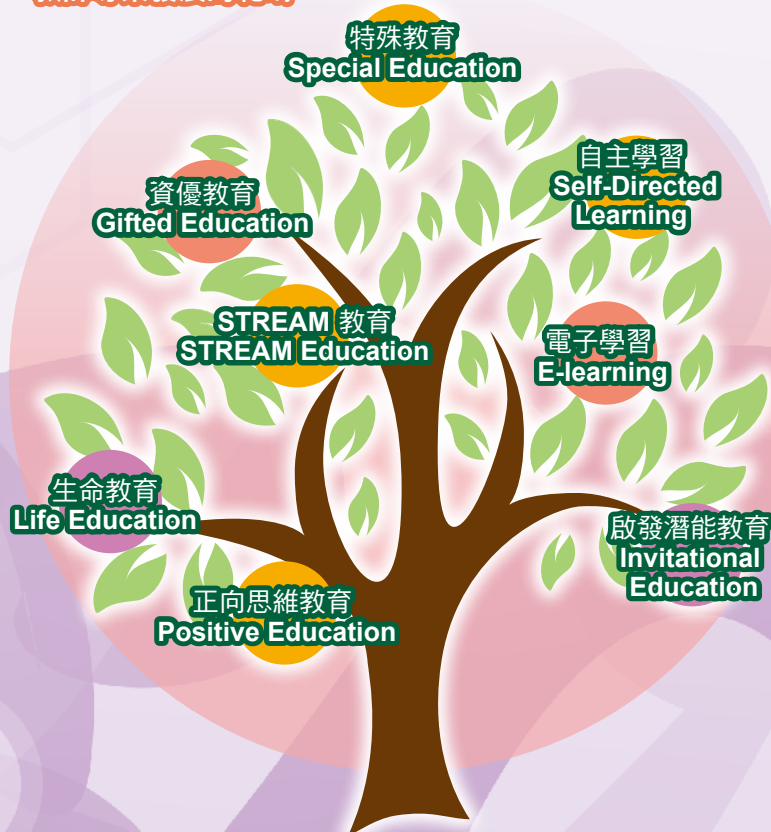 特殊教育
Special Education
自主學習
Self-Directed
Learning
資優教育
Gifted Education
STREAM 教育
STREAM Education
電子學習
E-learning
生命教育
Life Education
啟發潛能教育
Invitational
Education
正向思維教育
Positive Education